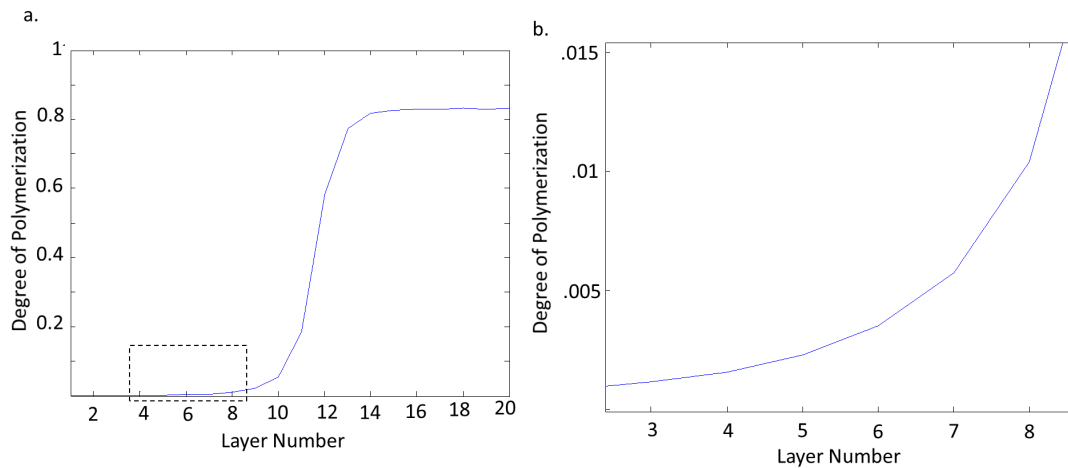 a.
1
0.8
0.6
0.4
0.2
Degree of Polymerization
2 4 6 8 10 12 14 16 18 20
Layer Number
b.
.015
.01
.005
Degree of Polymerization
3 4 5 6 7 8
Layer Number